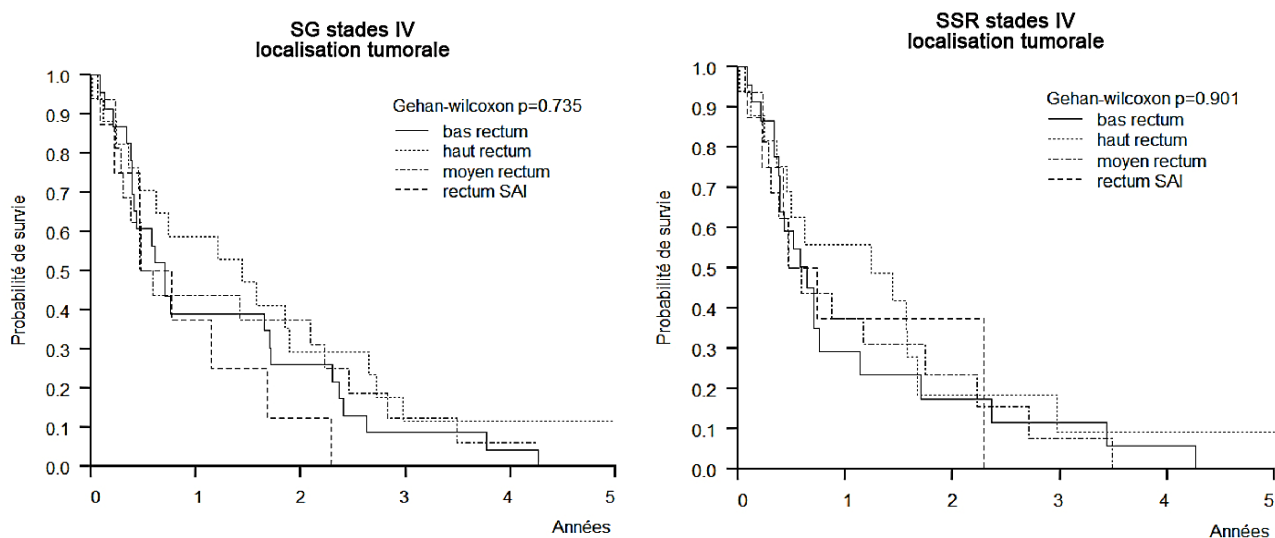 SG stades IV
localisation tumorale
Gehan-wilcoxon p=0.735
bas rectum
haut rectum
moyen rectum
rectum SAI
Probabilité de survie
1.0
0.9
0.8
0.7
0.6
0.5
0.4
0.3
0.2
0.1
0.0
0 1 2 3 4 5
Années
SSR stades IV
localisation tumorale
Gehan-wilcoxon p=0.901
bas rectum
haut rectum
moyen rectum
rectum SAI
Probabilité de survie
1.0
0.9
0.8
0.7
0.6
0.5
0.4
0.3
0.2
0.1
0.0
0 1 2 3 4 5
Années